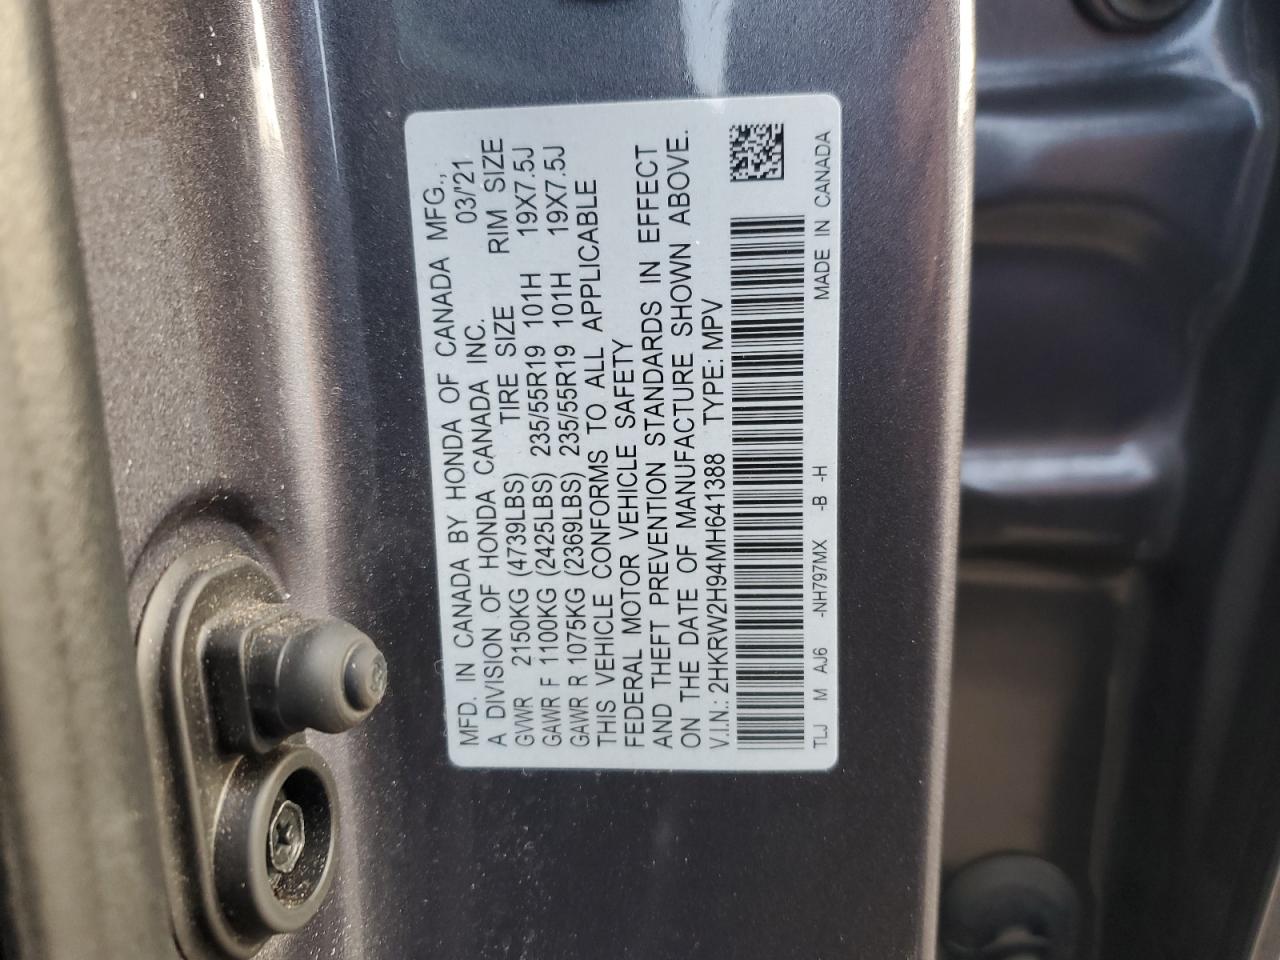 MFD. IN CANADA BY HONDA OF CANADA MFG.,
A DIVISION OF HONDA CANADA INC. 03/'21
GVWR 2150KG (4739LBS) TIRE SIZE RIM SIZE
GAWR F 1100KG (2425LBS) 235/55R19 101H 19X7.5J
GAWR R 1075KG (2369LBS) 235/55R19 101H 19X7.5J
THIS VEHICLE CONFORMS TO ALL APPLICABLE
FEDERAL MOTOR VEHICLE SAFETY
AND THEFT PREVENTION STANDARDS IN EFFECT
ON THE DATE OF MANUFACTURE SHOWN ABOVE.
V.I.N.: 2HKRW2H94MH641388 TYPE: MPV
TLJ M AJ6 -NH797MX -B -H MADE IN CANADA